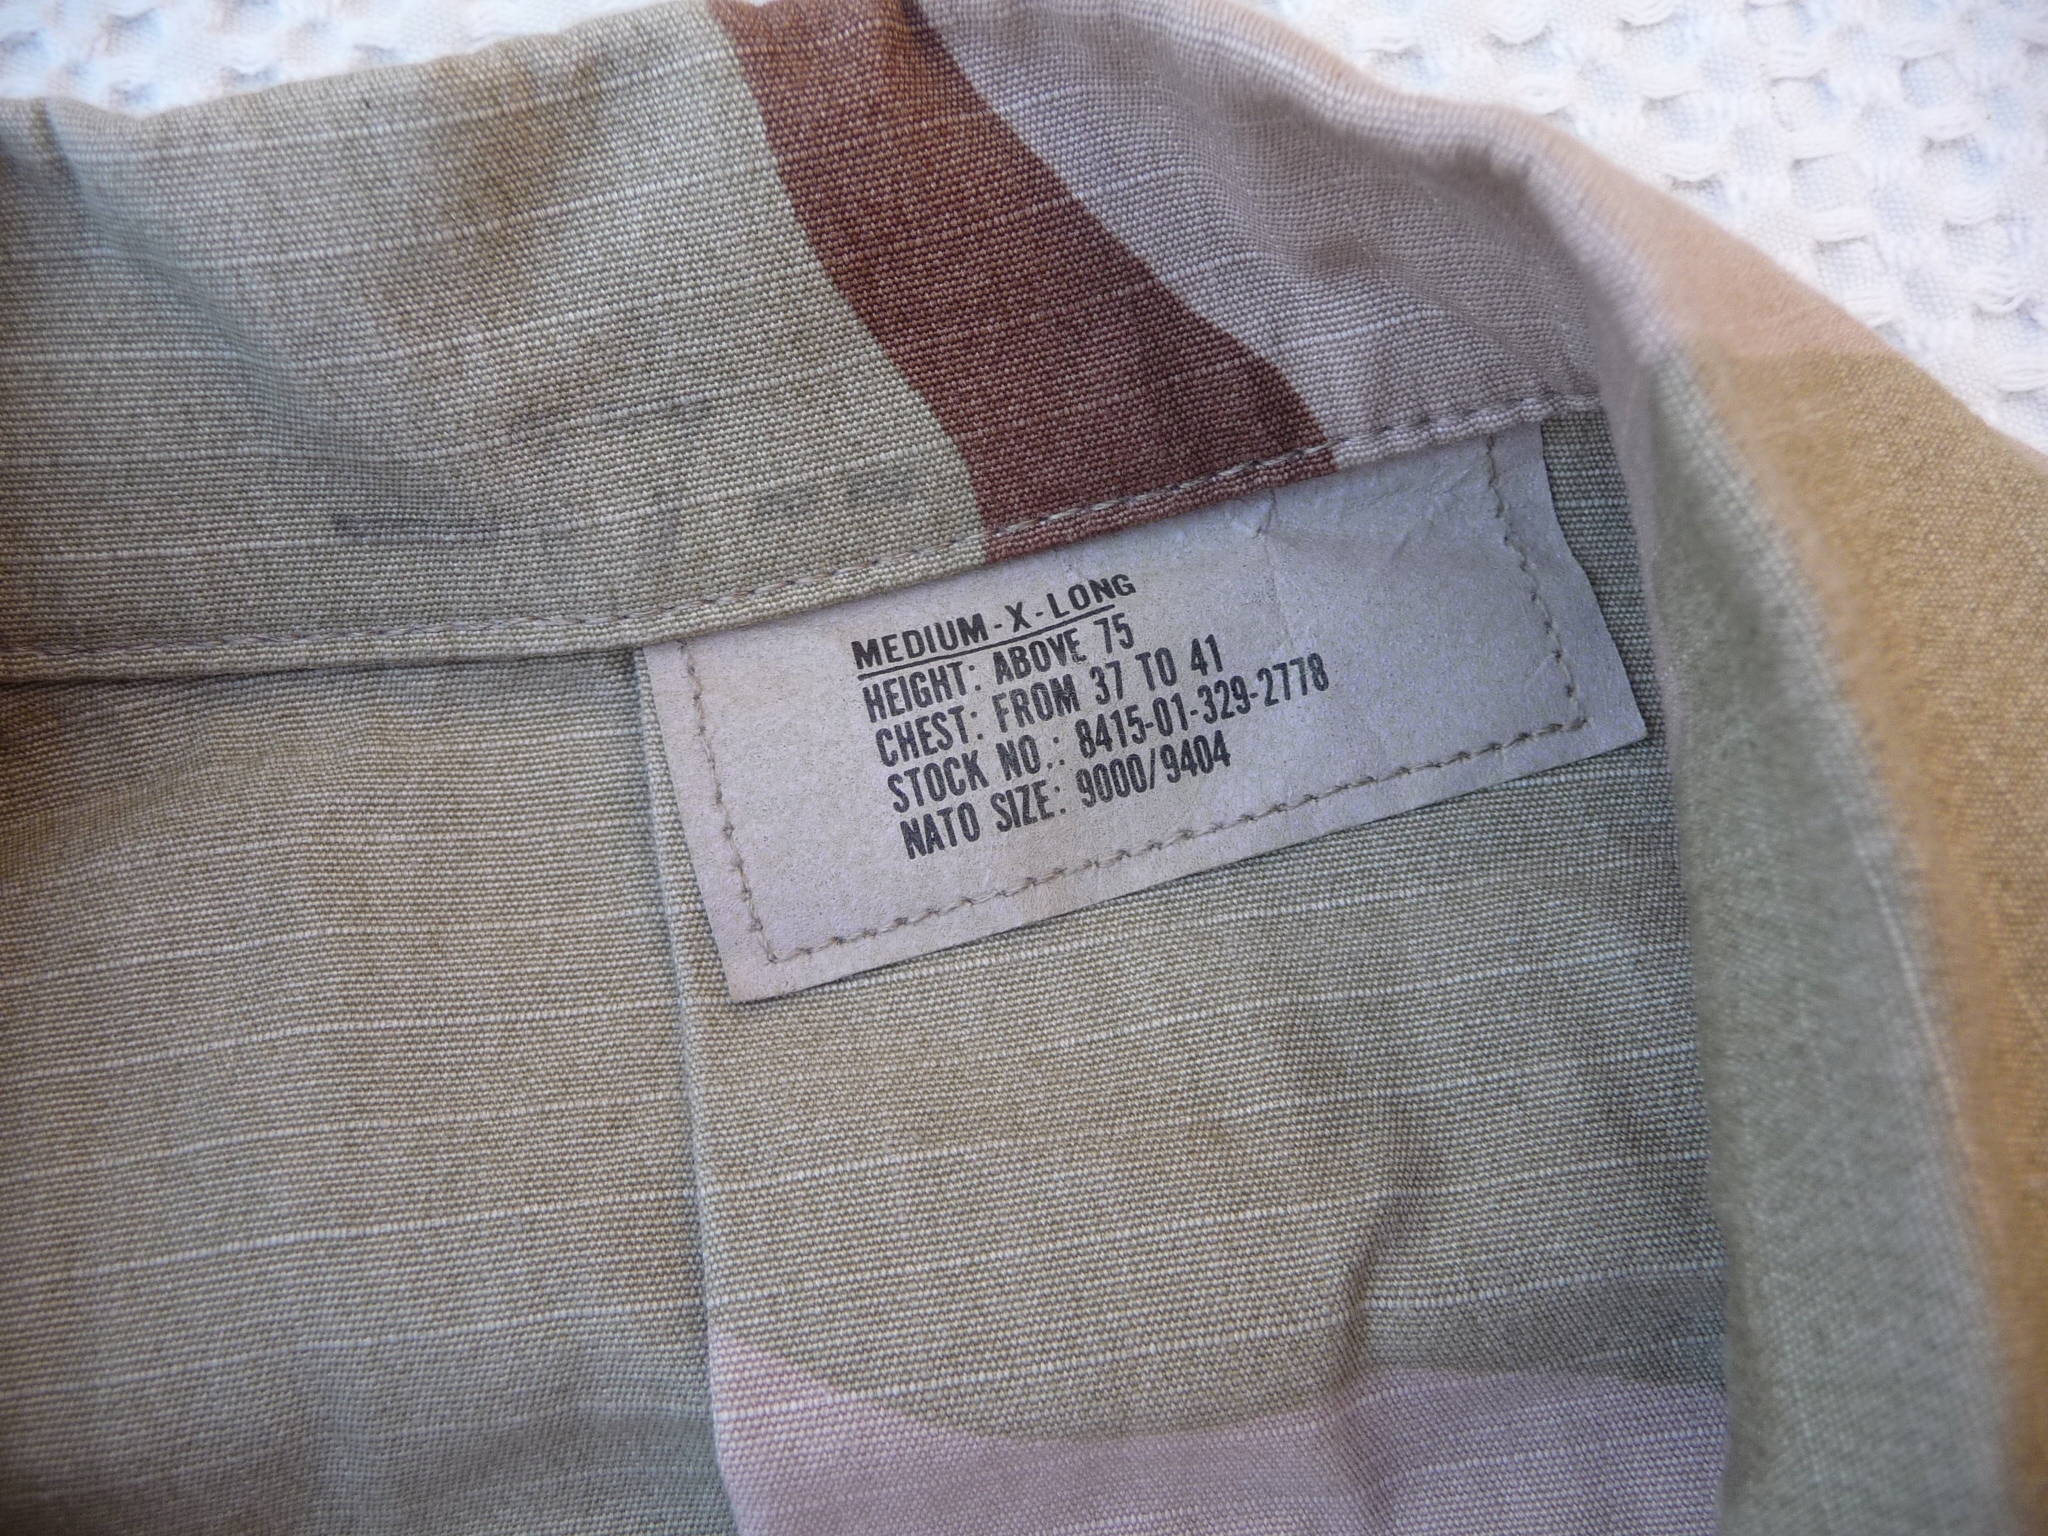 MEDIUM-X-LONG
HEIGHT: ABOVE 75
CHEST: FROM 37 TO 41
STOCK NO.: 8415-01-329-2778
NATO SIZE: 9000/9404